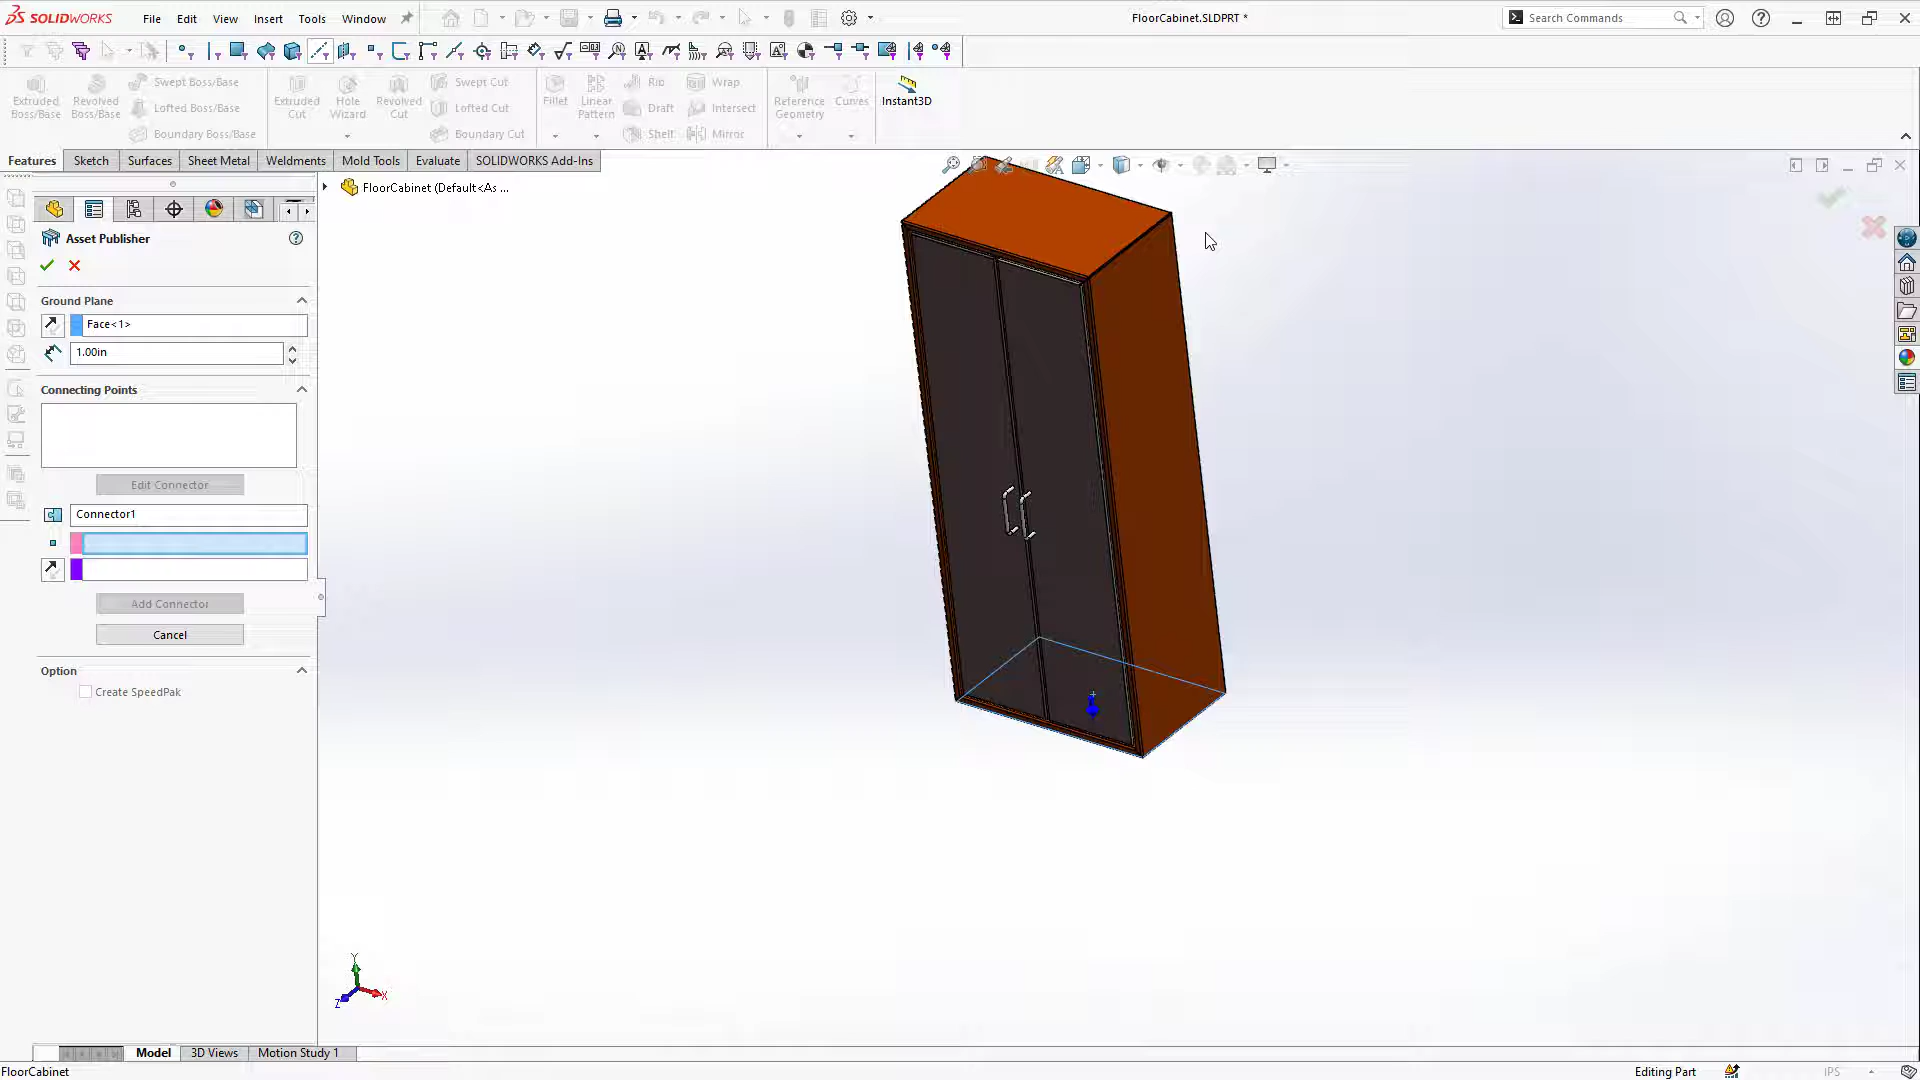 SOLIDWORKS
File Edit View Insert Tools Window
FloorCabinet.SLDPRT *
Search Commands
Extruded Boss/Base
Revolved Boss/Base
Swept Boss/Base
Lofted Boss/Base
Boundary Boss/Base
Extruded Cut
Hole Wizard
Revolved Cut
Swept Cut
Lofted Cut
Boundary Cut
Fillet
Linear Pattern
Rib
Draft
Shell
Wrap
Intersect
Mirror
Reference Geometry
Curves
Instant3D
Features Sketch Surfaces Sheet Metal Weldments Mold Tools Evaluate SOLIDWORKS Add-Ins
FloorCabinet (Default<As ...
Asset Publisher
Ground Plane
Face<1>
1.00in
Connecting Points
Edit Connector
Connector1
Add Connector
Cancel
Option
Create SpeedPak
Y
X
Z
Model 3D Views Motion Study 1
FloorCabinet
Editing Part
IPS